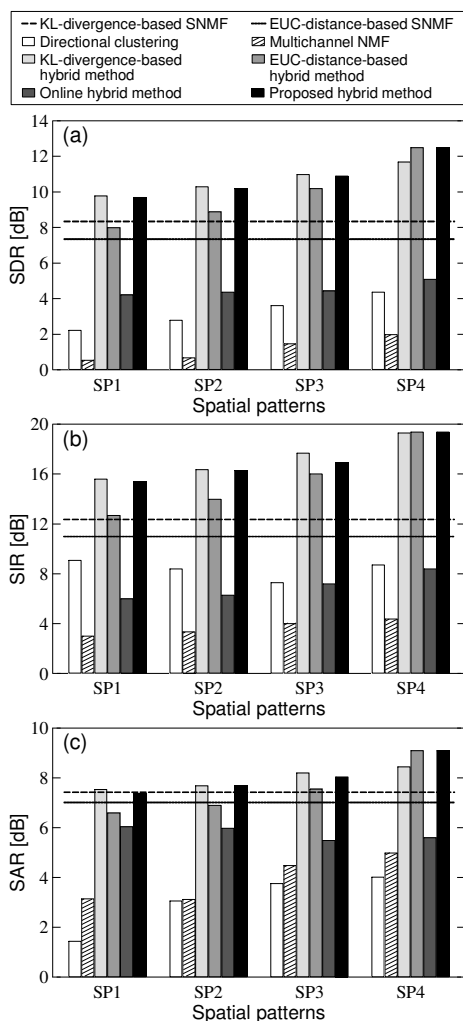 KL-divergence-based SNMF
EUC-distance-based SNMF
Directional clustering
Multichannel NMF
KL-divergence-based
hybrid method
EUC-distance-based
hybrid method
Online hybrid method
Proposed hybrid method
(a)
14
12
10
8
6
4
2
0
SDR [dB]
SP1 SP2 SP3 SP4
Spatial patterns
(b)
20
16
12
8
4
0
SIR [dB]
SP1 SP2 SP3 SP4
Spatial patterns
(c)
10
8
6
4
2
0
SAR [dB]
SP1 SP2 SP3 SP4
Spatial patterns